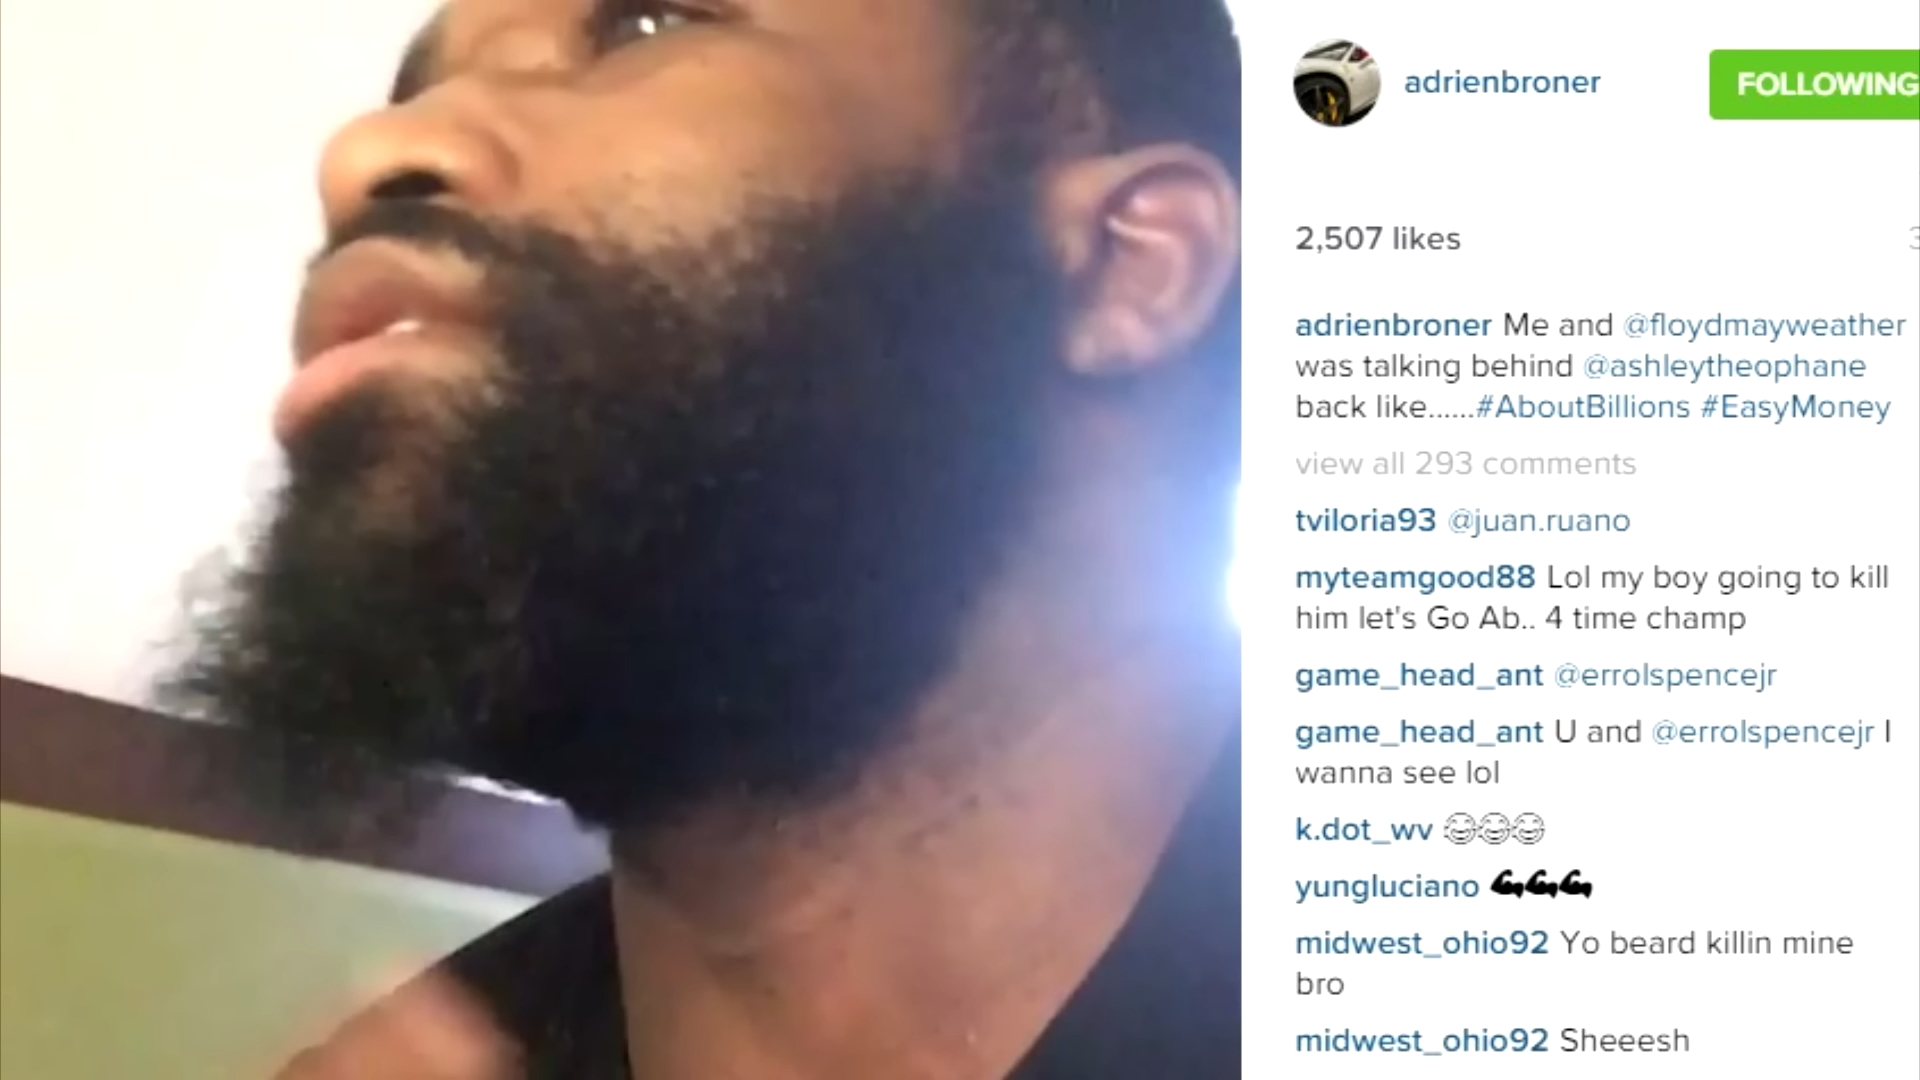 adrienbroner
FOLLOWING
2,507 likes
adrienbroner Me and @floydmayweather
was talking behind @ashleytheophane
back like......#AboutBillions #EasyMoney
view all 293 comments
tviloria93 @juan.ruano
myteamgood88 Lol my boy going to kill
him let's Go Ab.. 4 time champ
game_head_ant @errolspencejr
game_head_ant U and @errolspencejr I
wanna see lol
k.dot_wv 😂😂😂
yungluciano 💪💪💪
midwest_ohio92 Yo beard killin mine
bro
midwest_ohio92 Sheeesh